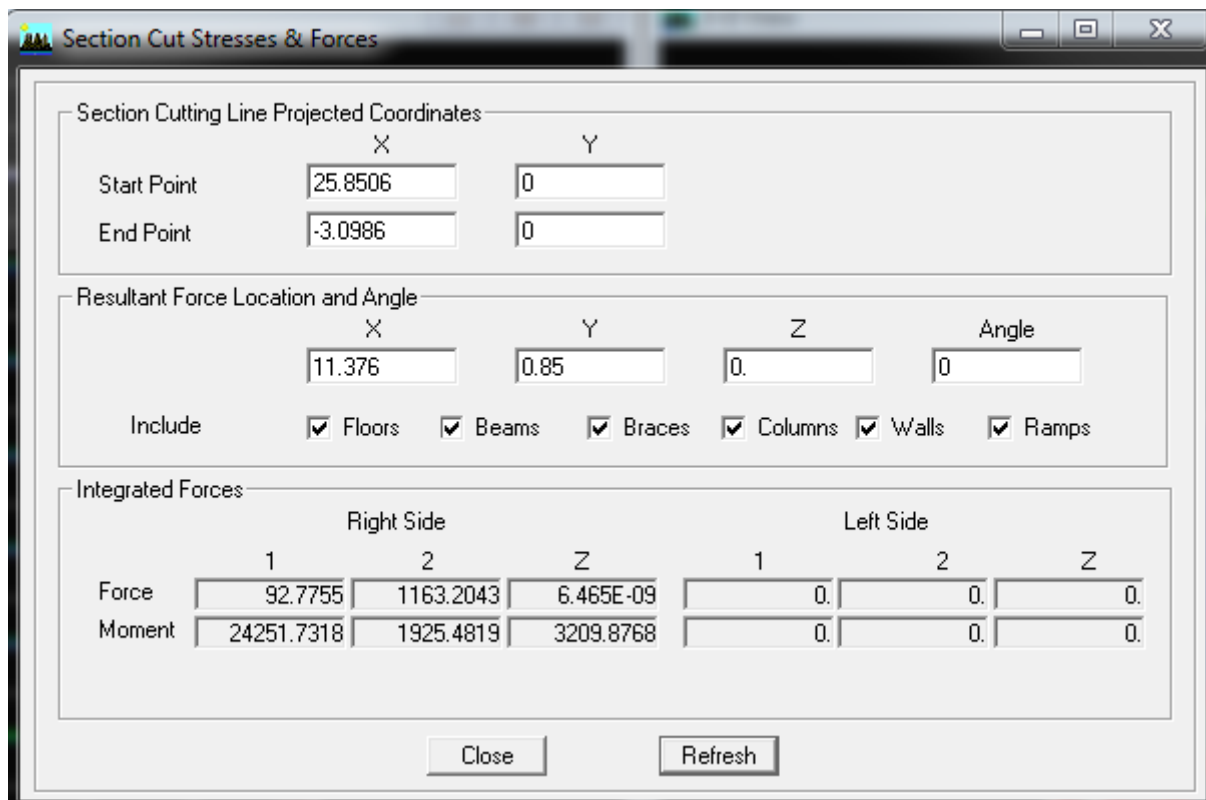 Section Cut Stresses & Forces
Section Cutting Line Projected Coordinates
X Y
Start Point 25.8506 0
End Point -3.0986 0
Resultant Force Location and Angle
X Y Z Angle
11.376 0.85 0. 0
Include Floors Beams Braces Columns Walls Ramps
Integrated Forces
Right Side Left Side
1 2 Z 1 2 Z
Force 92.7755 1163.2043 6.465E-09 0. 0. 0.
Moment 24251.7318 1925.4819 3209.8768 0. 0. 0.
Close Refresh